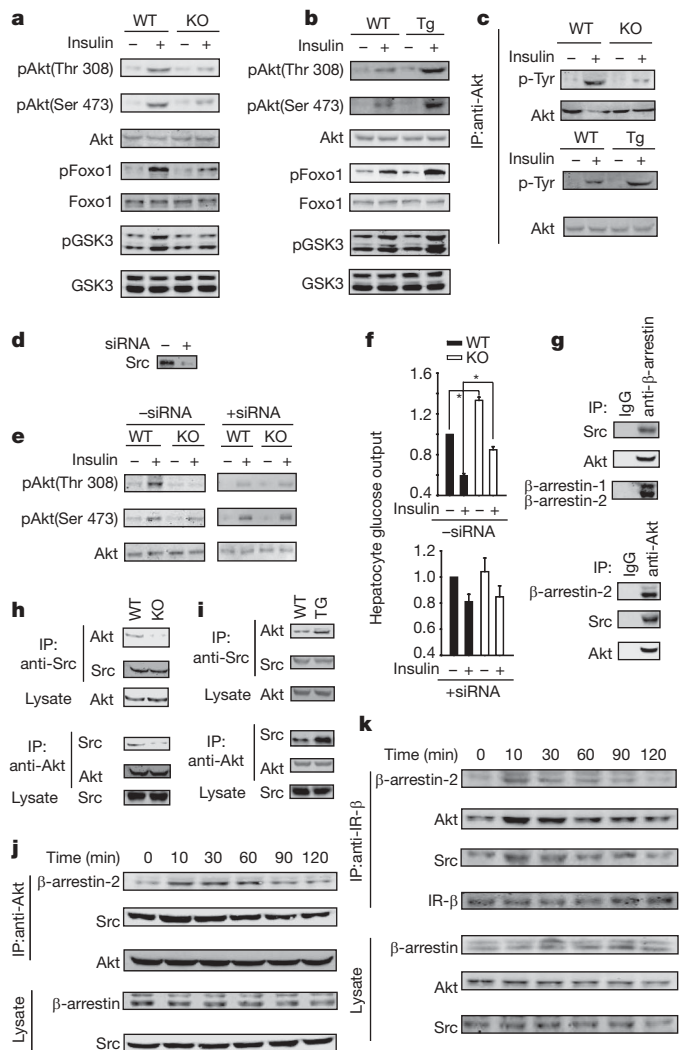 a
WT KO
Insulin
– + – +
pAkt(Thr 308)
pAkt(Ser 473)
Akt
pFoxo1
Foxo1
pGSK3
GSK3
b
WT Tg
Insulin
– + – +
pAkt(Thr 308)
pAkt(Ser 473)
Akt
pFoxo1
Foxo1
pGSK3
GSK3
c
IP:anti-Akt
WT KO
Insulin – + – +
p-Tyr
Akt
WT Tg
Insulin – + – +
p-Tyr
Akt
d
siRNA – +
Src
e
–siRNA +siRNA
WT KO WT KO
Insulin
– + – + – + – +
pAkt(Thr 308)
pAkt(Ser 473)
Akt
f
WT
KO
Hepatocyte glucose output
1.6
1.2
0.8
0.4
* *
Insulin – + – +
–siRNA
1.2
1.0
0.8
0.6
0.4
Insulin – + – +
+siRNA
g
IP: IgG anti-β-arrestin
Src
Akt
β-arrestin-1
β-arrestin-2
IP: IgG anti-Akt
β-arrestin-2
Src
Akt
h
WT KO
IP: anti-Src
Akt
Src
Lysate Akt
IP: anti-Akt
Src
Akt
Lysate Src
i
WT TG
IP: anti-Src
Akt
Src
Lysate Akt
IP: anti-Akt
Src
Akt
Lysate Src
j
Time (min) 0 10 30 60 90 120
IP:anti-Akt
β-arrestin-2
Src
Akt
Lysate
β-arrestin
Src
k
Time (min) 0 10 30 60 90 120
IP:anti-IR-β
β-arrestin-2
Akt
Src
IR-β
Lysate
β-arrestin
Akt
Src